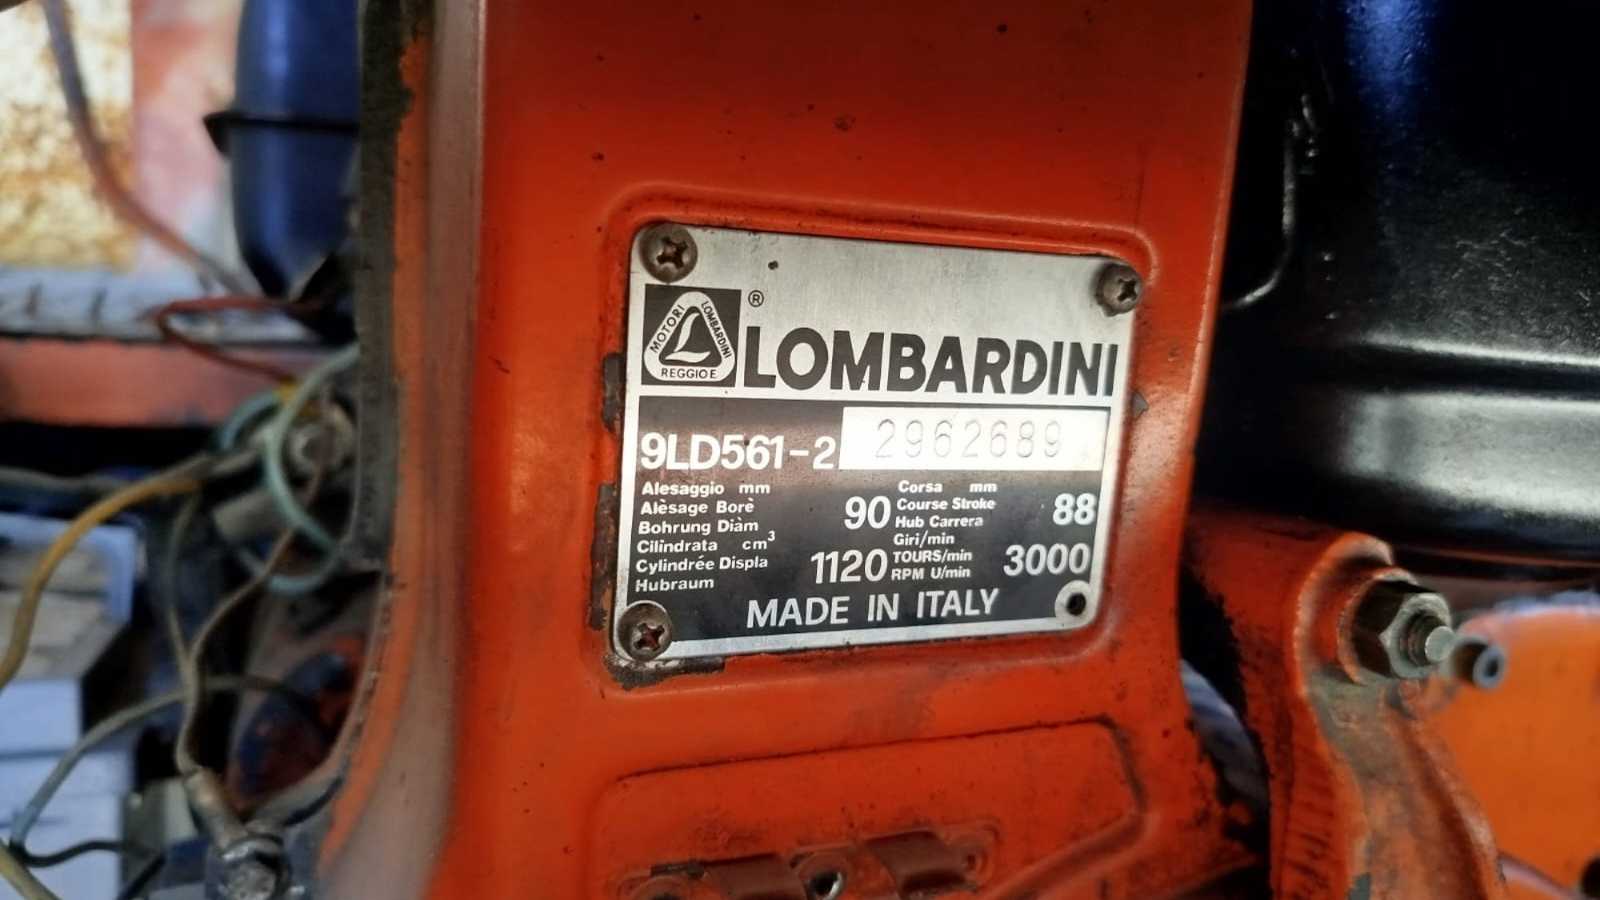 MOTORI LOMBARDINI
REGGIO E
®
LOMBARDINI
9LD561-2 2962689
Alesaggio mm
Alèsage Borè
Bohrung Diàm
90
Corsa mm
Course Stroke
Hub Carrera
88
Cilindrata cm³
Cylindrée Displa
Hubraum
1120
Giri/min
TOURS/min
RPM U/min
3000
MADE IN ITALY